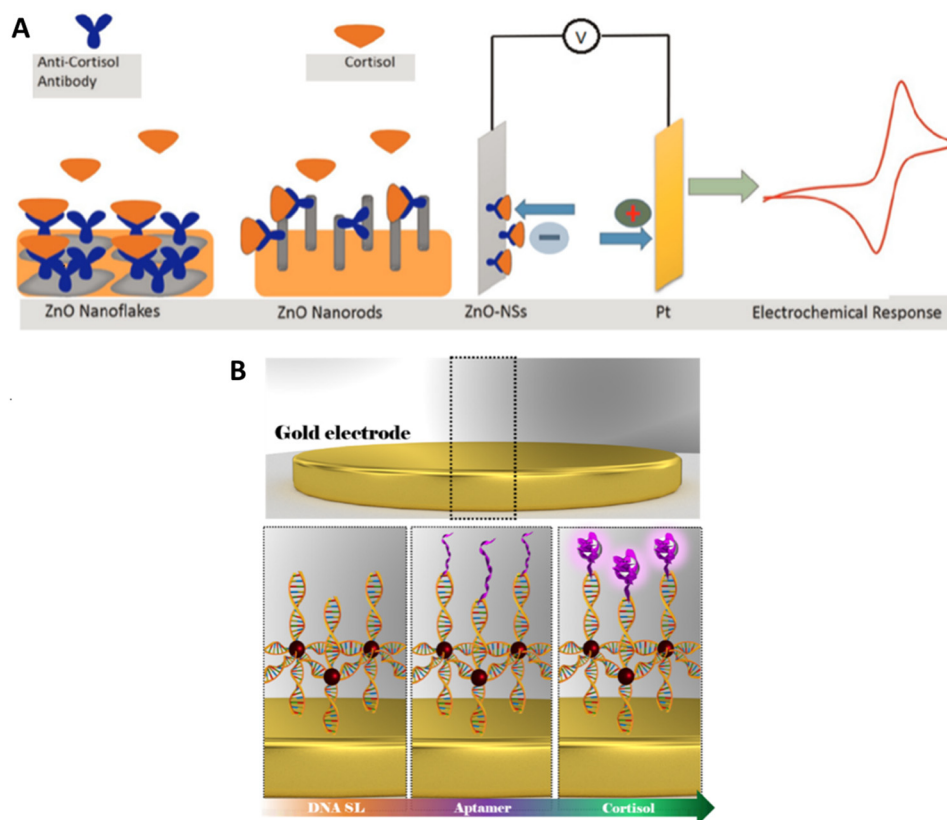 A
Anti-Cortisol
Antibody
Cortisol
V
+
−
ZnO Nanoflakes
ZnO Nanorods
ZnO-NSs
Pt
Electrochemical Response
B
Gold electrode
DNA SL
Aptamer
Cortisol